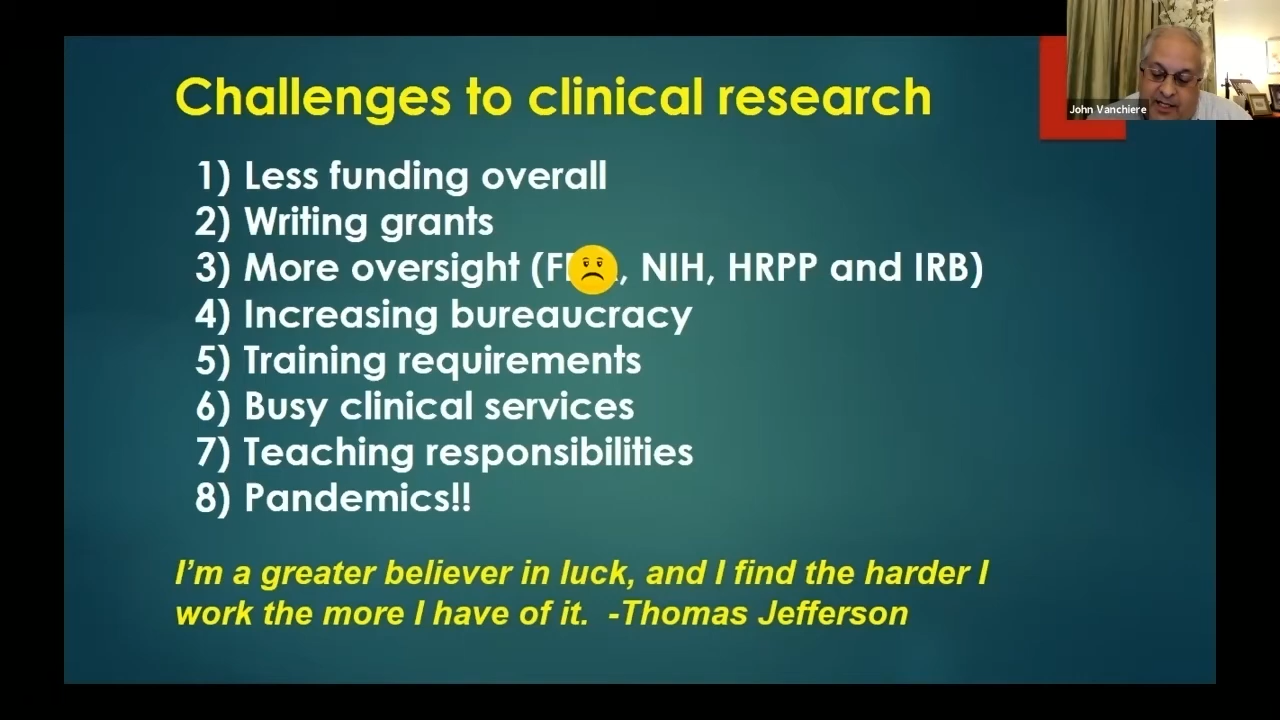 Challenges to clinical research
John Vanchiere
1) Less funding overall
2) Writing grants
3) More oversight (F , NIH, HRPP and IRB)
4) Increasing bureaucracy
5) Training requirements
6) Busy clinical services
7) Teaching responsibilities
8) Pandemics!!
I'm a greater believer in luck, and I find the harder I
work the more I have of it. -Thomas Jefferson